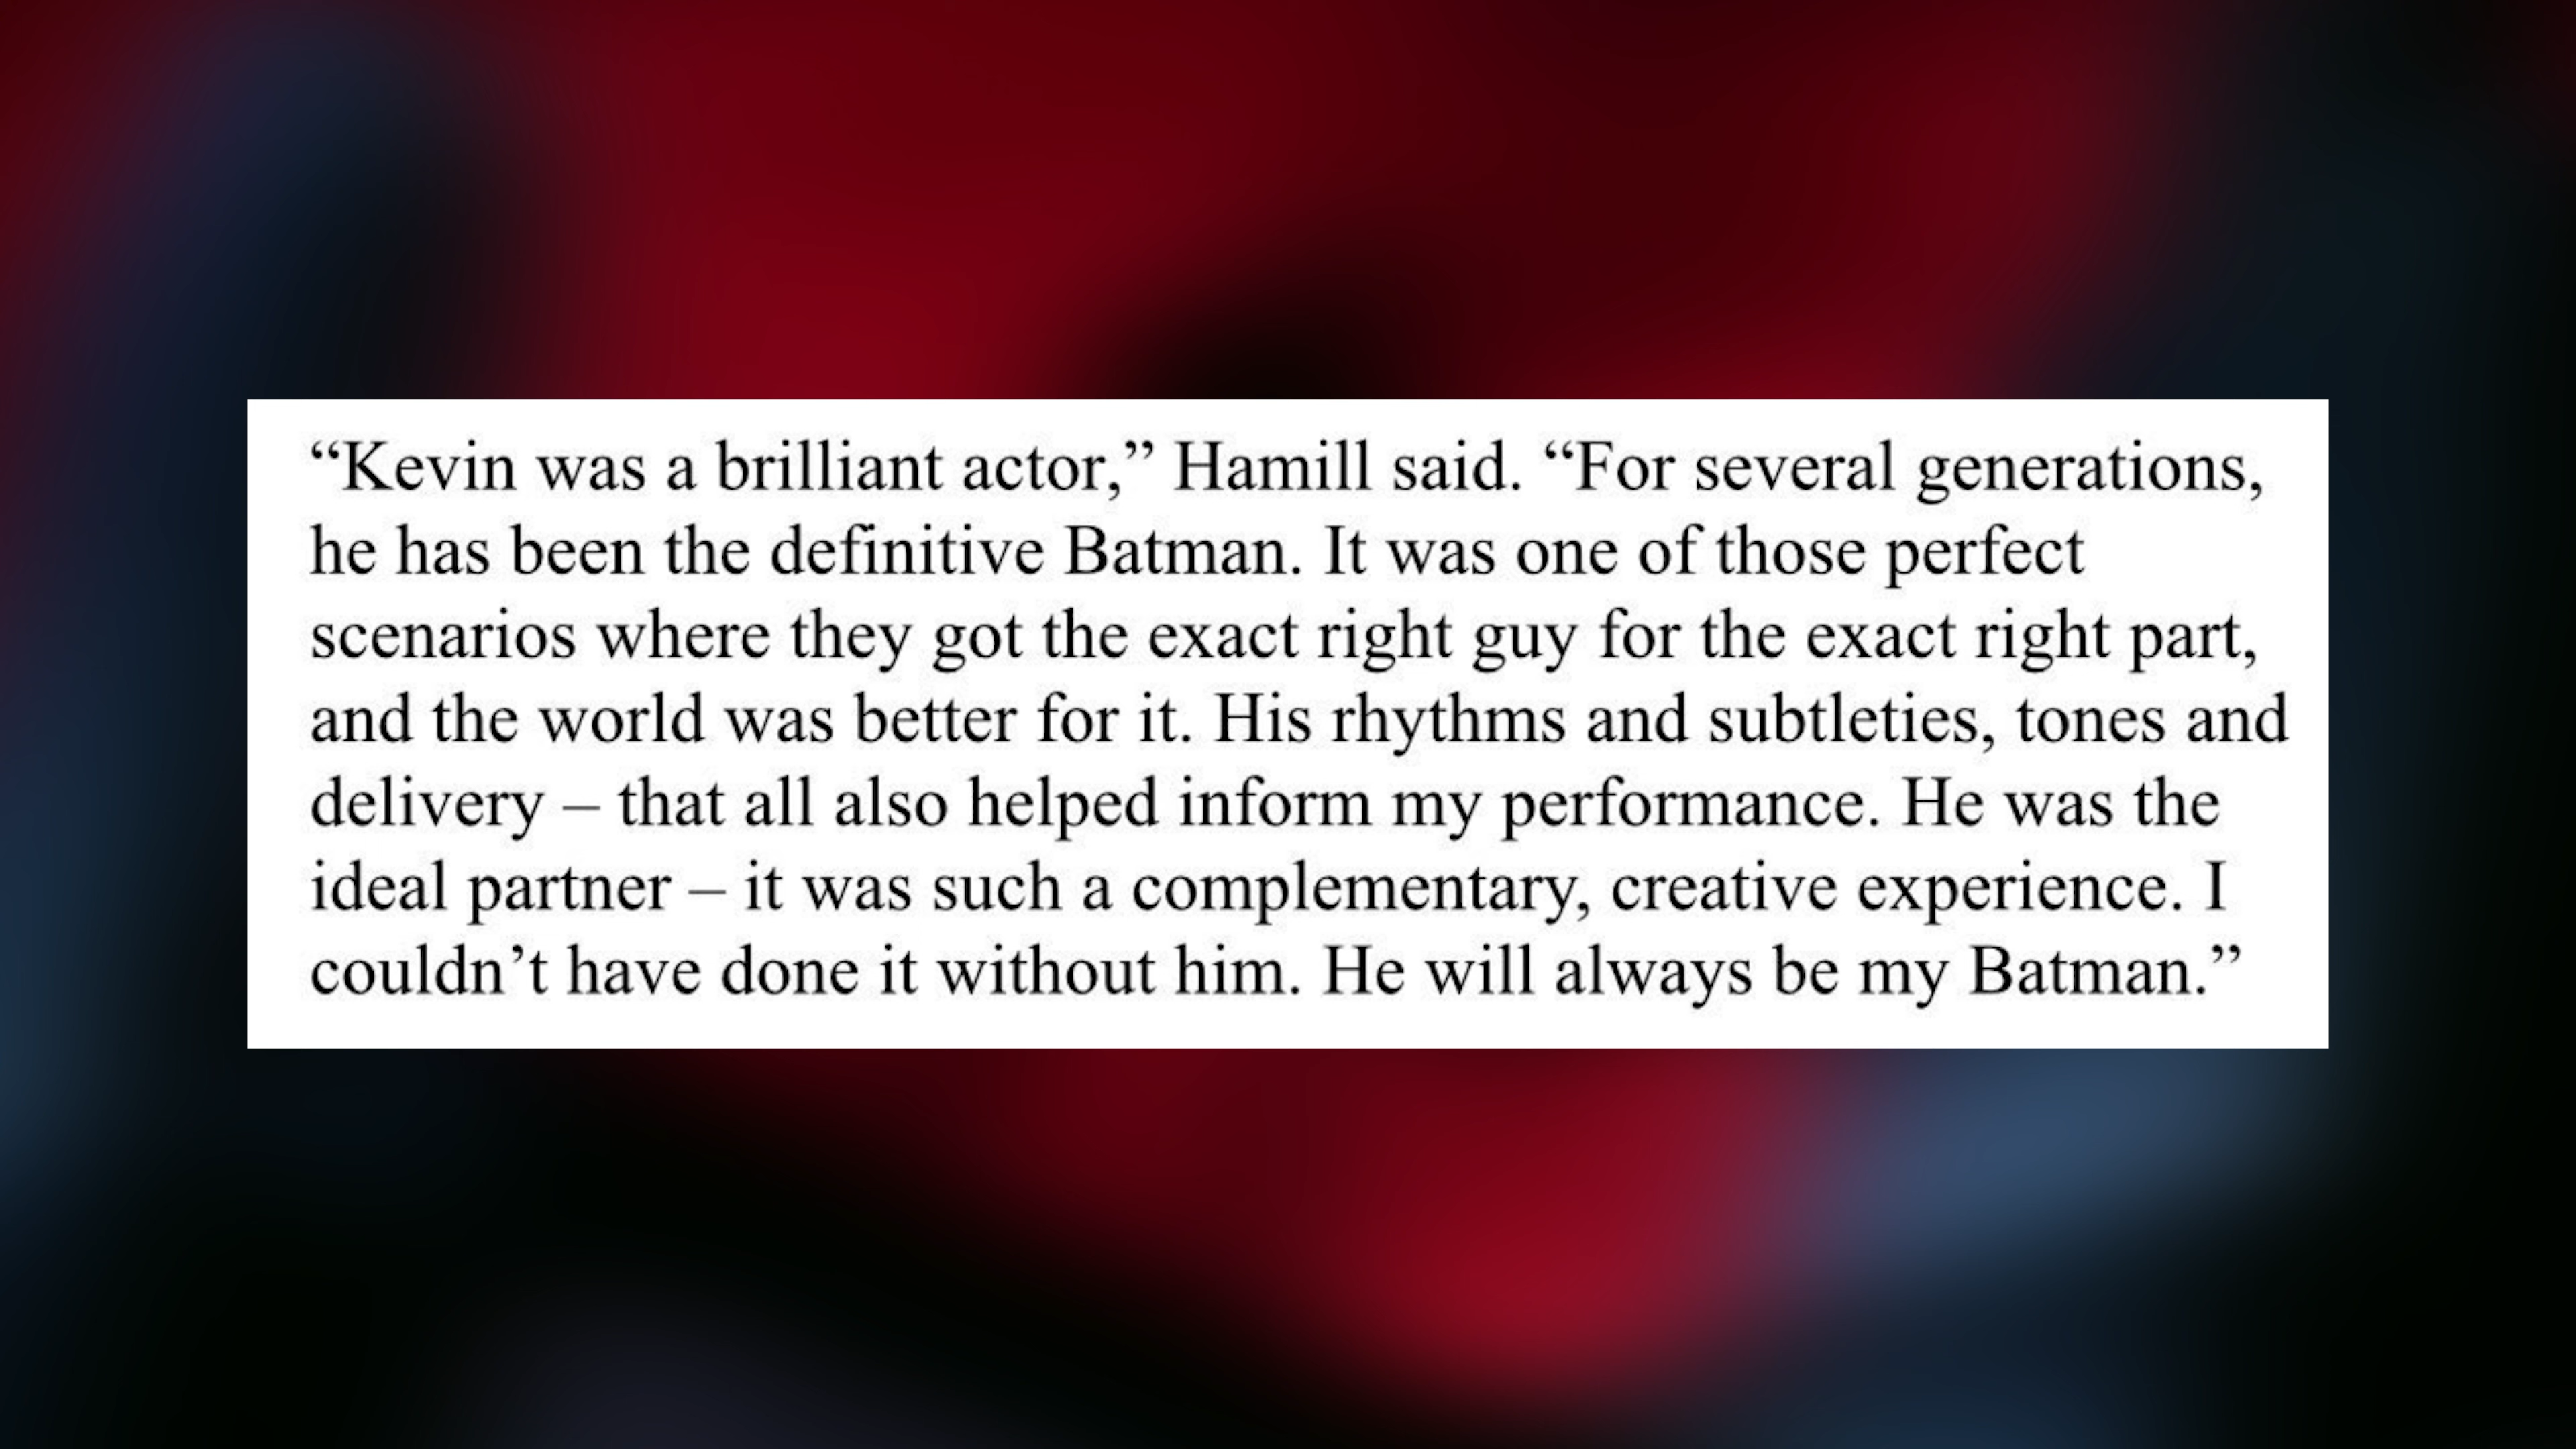 “Kevin was a brilliant actor,” Hamill said. “For several generations,
he has been the definitive Batman. It was one of those perfect
scenarios where they got the exact right guy for the exact right part,
and the world was better for it. His rhythms and subtleties, tones and
delivery – that all also helped inform my performance. He was the
ideal partner – it was such a complementary, creative experience. I
couldn’t have done it without him. He will always be my Batman.”